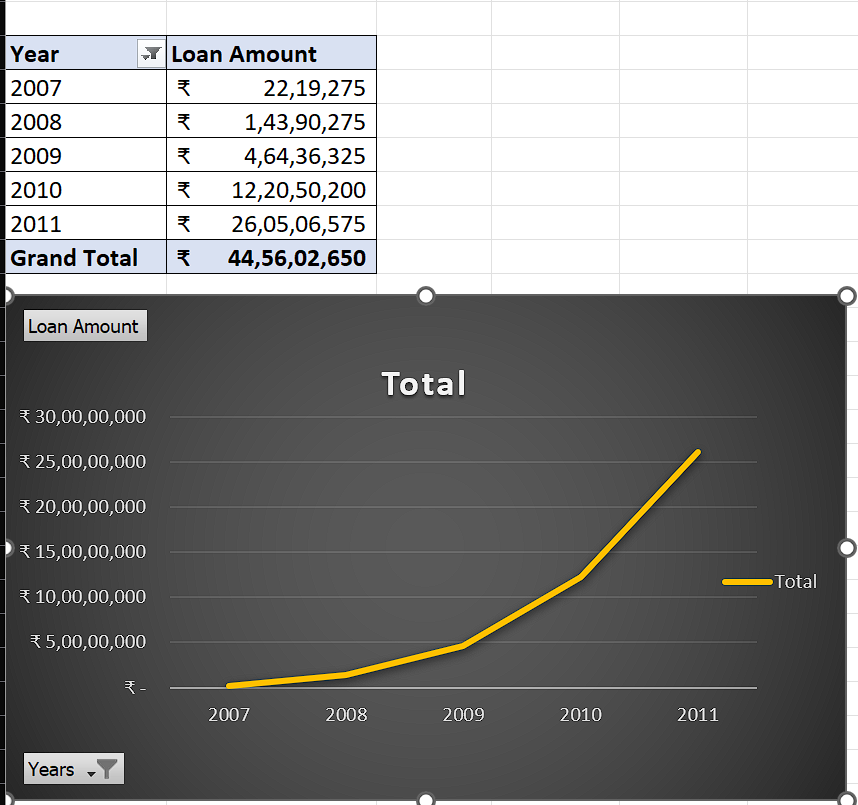 Year Loan Amount
2007 ₹ 22,19,275
2008 ₹ 1,43,90,275
2009 ₹ 4,64,36,325
2010 ₹ 12,20,50,200
2011 ₹ 26,05,06,575
Grand Total ₹ 44,56,02,650
Loan Amount
Total
₹ 30,00,00,000
₹ 25,00,00,000
₹ 20,00,00,000
₹ 15,00,00,000
₹ 10,00,00,000
₹ 5,00,00,000
₹ -
Total
2007 2008 2009 2010 2011
Years